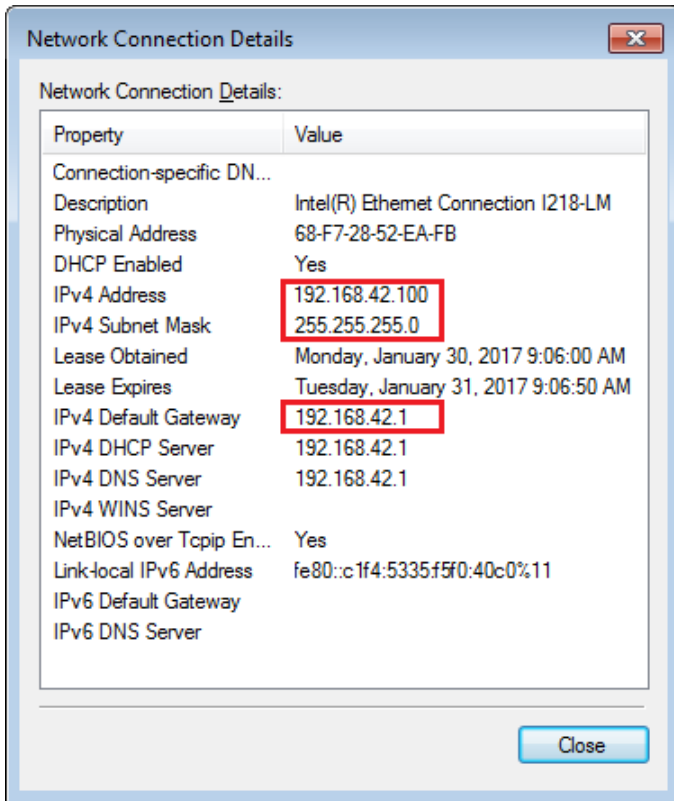 Network Connection Details
Network Connection Details:
Property Value
Connection-specific DN...
Description Intel(R) Ethernet Connection I218-LM
Physical Address 68-F7-28-52-EA-FB
DHCP Enabled Yes
IPv4 Address 192.168.42.100
IPv4 Subnet Mask 255.255.255.0
Lease Obtained Monday, January 30, 2017 9:06:00 AM
Lease Expires Tuesday, January 31, 2017 9:06:50 AM
IPv4 Default Gateway 192.168.42.1
IPv4 DHCP Server 192.168.42.1
IPv4 DNS Server 192.168.42.1
IPv4 WINS Server
NetBIOS over Tcpip En... Yes
Link-local IPv6 Address fe80::c1f4:5335:f5f0:40c0%11
IPv6 Default Gateway
IPv6 DNS Server
Close